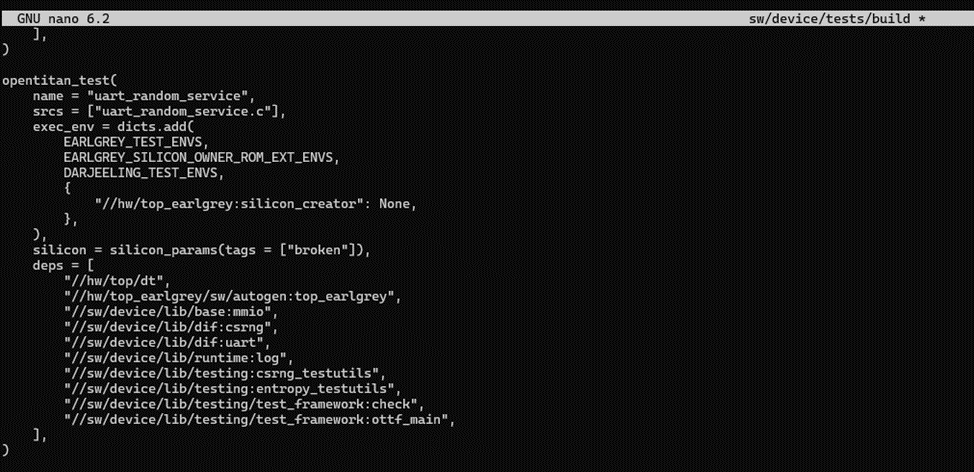 GNU nano 6.2 sw/device/tests/build *
    ],
)
opentitan_test(
    name = "uart_random_service",
    srcs = ["uart_random_service.c"],
    exec_env = dicts.add(
        EARLGREY_TEST_ENVS,
        EARLGREY_SILICON_OWNER_ROM_EXT_ENVS,
        DARJEELING_TEST_ENVS,
        {
            "//hw/top_earlgrey:silicon_creator": None,
        },
    ),
    silicon = silicon_params(tags = ["broken"]),
    deps = [
        "//hw/top/dt",
        "//hw/top_earlgrey/sw/autogen:top_earlgrey",
        "//sw/device/lib/base:mmio",
        "//sw/device/lib/dif:csrng",
        "//sw/device/lib/dif:uart",
        "//sw/device/lib/runtime:log",
        "//sw/device/lib/testing:csrng_testutils",
        "//sw/device/lib/testing:entropy_testutils",
        "//sw/device/lib/testing/test_framework:check",
        "//sw/device/lib/testing/test_framework:ottf_main",
    ],
)